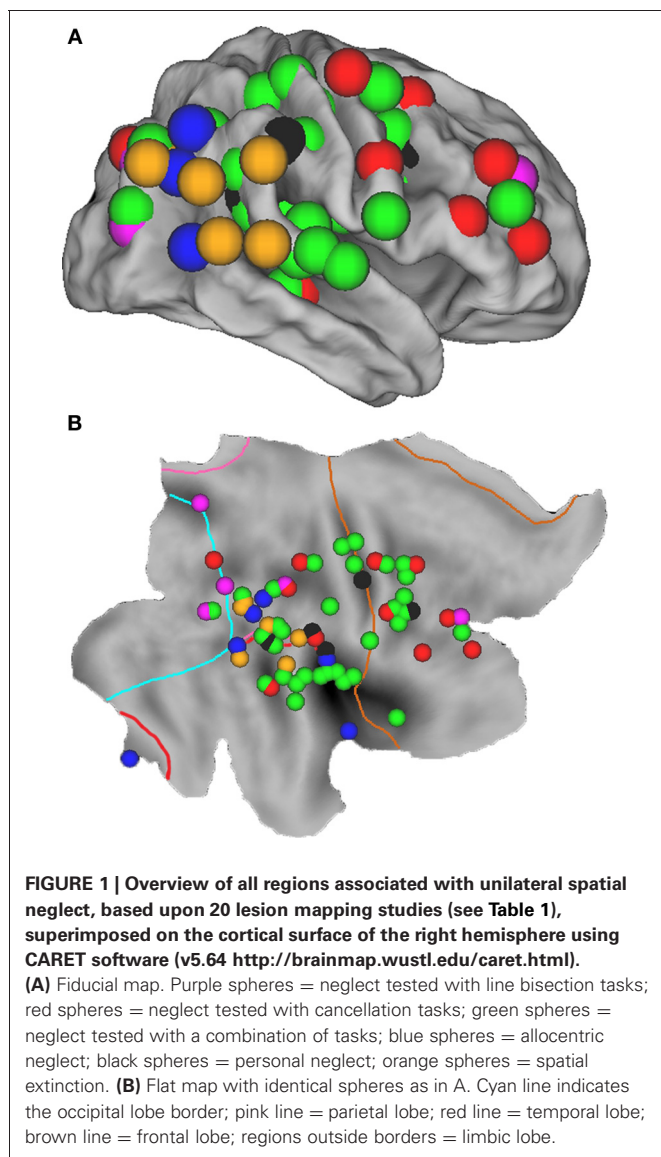 A
B
FIGURE 1 | Overview of all regions associated with unilateral spatial
neglect, based upon 20 lesion mapping studies (see Table 1),
superimposed on the cortical surface of the right hemisphere using
CARET software (v5.64 http://brainmap.wustl.edu/caret.html).
(A) Fiducial map. Purple spheres = neglect tested with line bisection tasks;
red spheres = neglect tested with cancellation tasks; green spheres =
neglect tested with a combination of tasks; blue spheres = allocentric
neglect; black spheres = personal neglect; orange spheres = spatial
extinction. (B) Flat map with identical spheres as in A. Cyan line indicates
the occipital lobe border; pink line = parietal lobe; red line = temporal lobe;
brown line = frontal lobe; regions outside borders = limbic lobe.